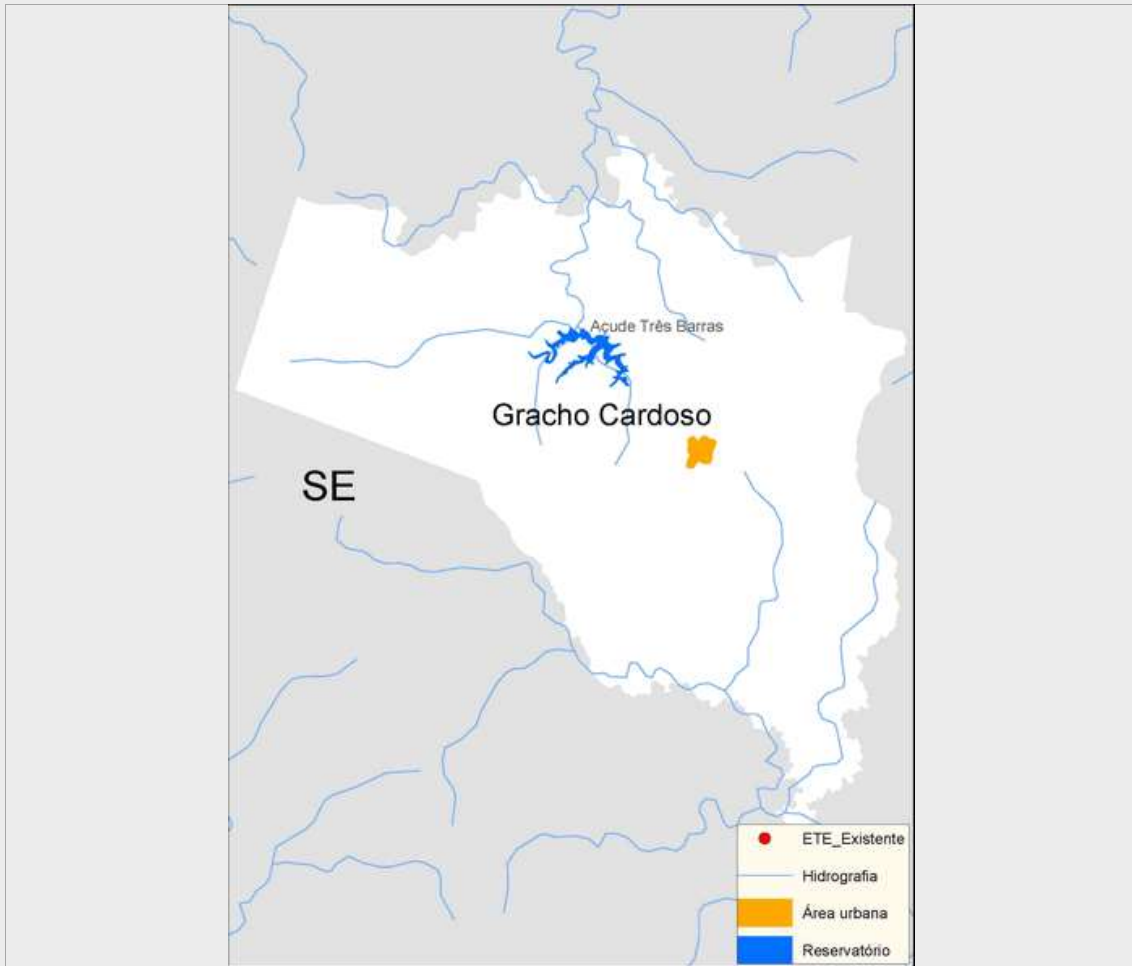 Açude Três Barras
Gracho Cardoso
SE
ETE_Existente
Hidrografia
Área urbana
Reservatório